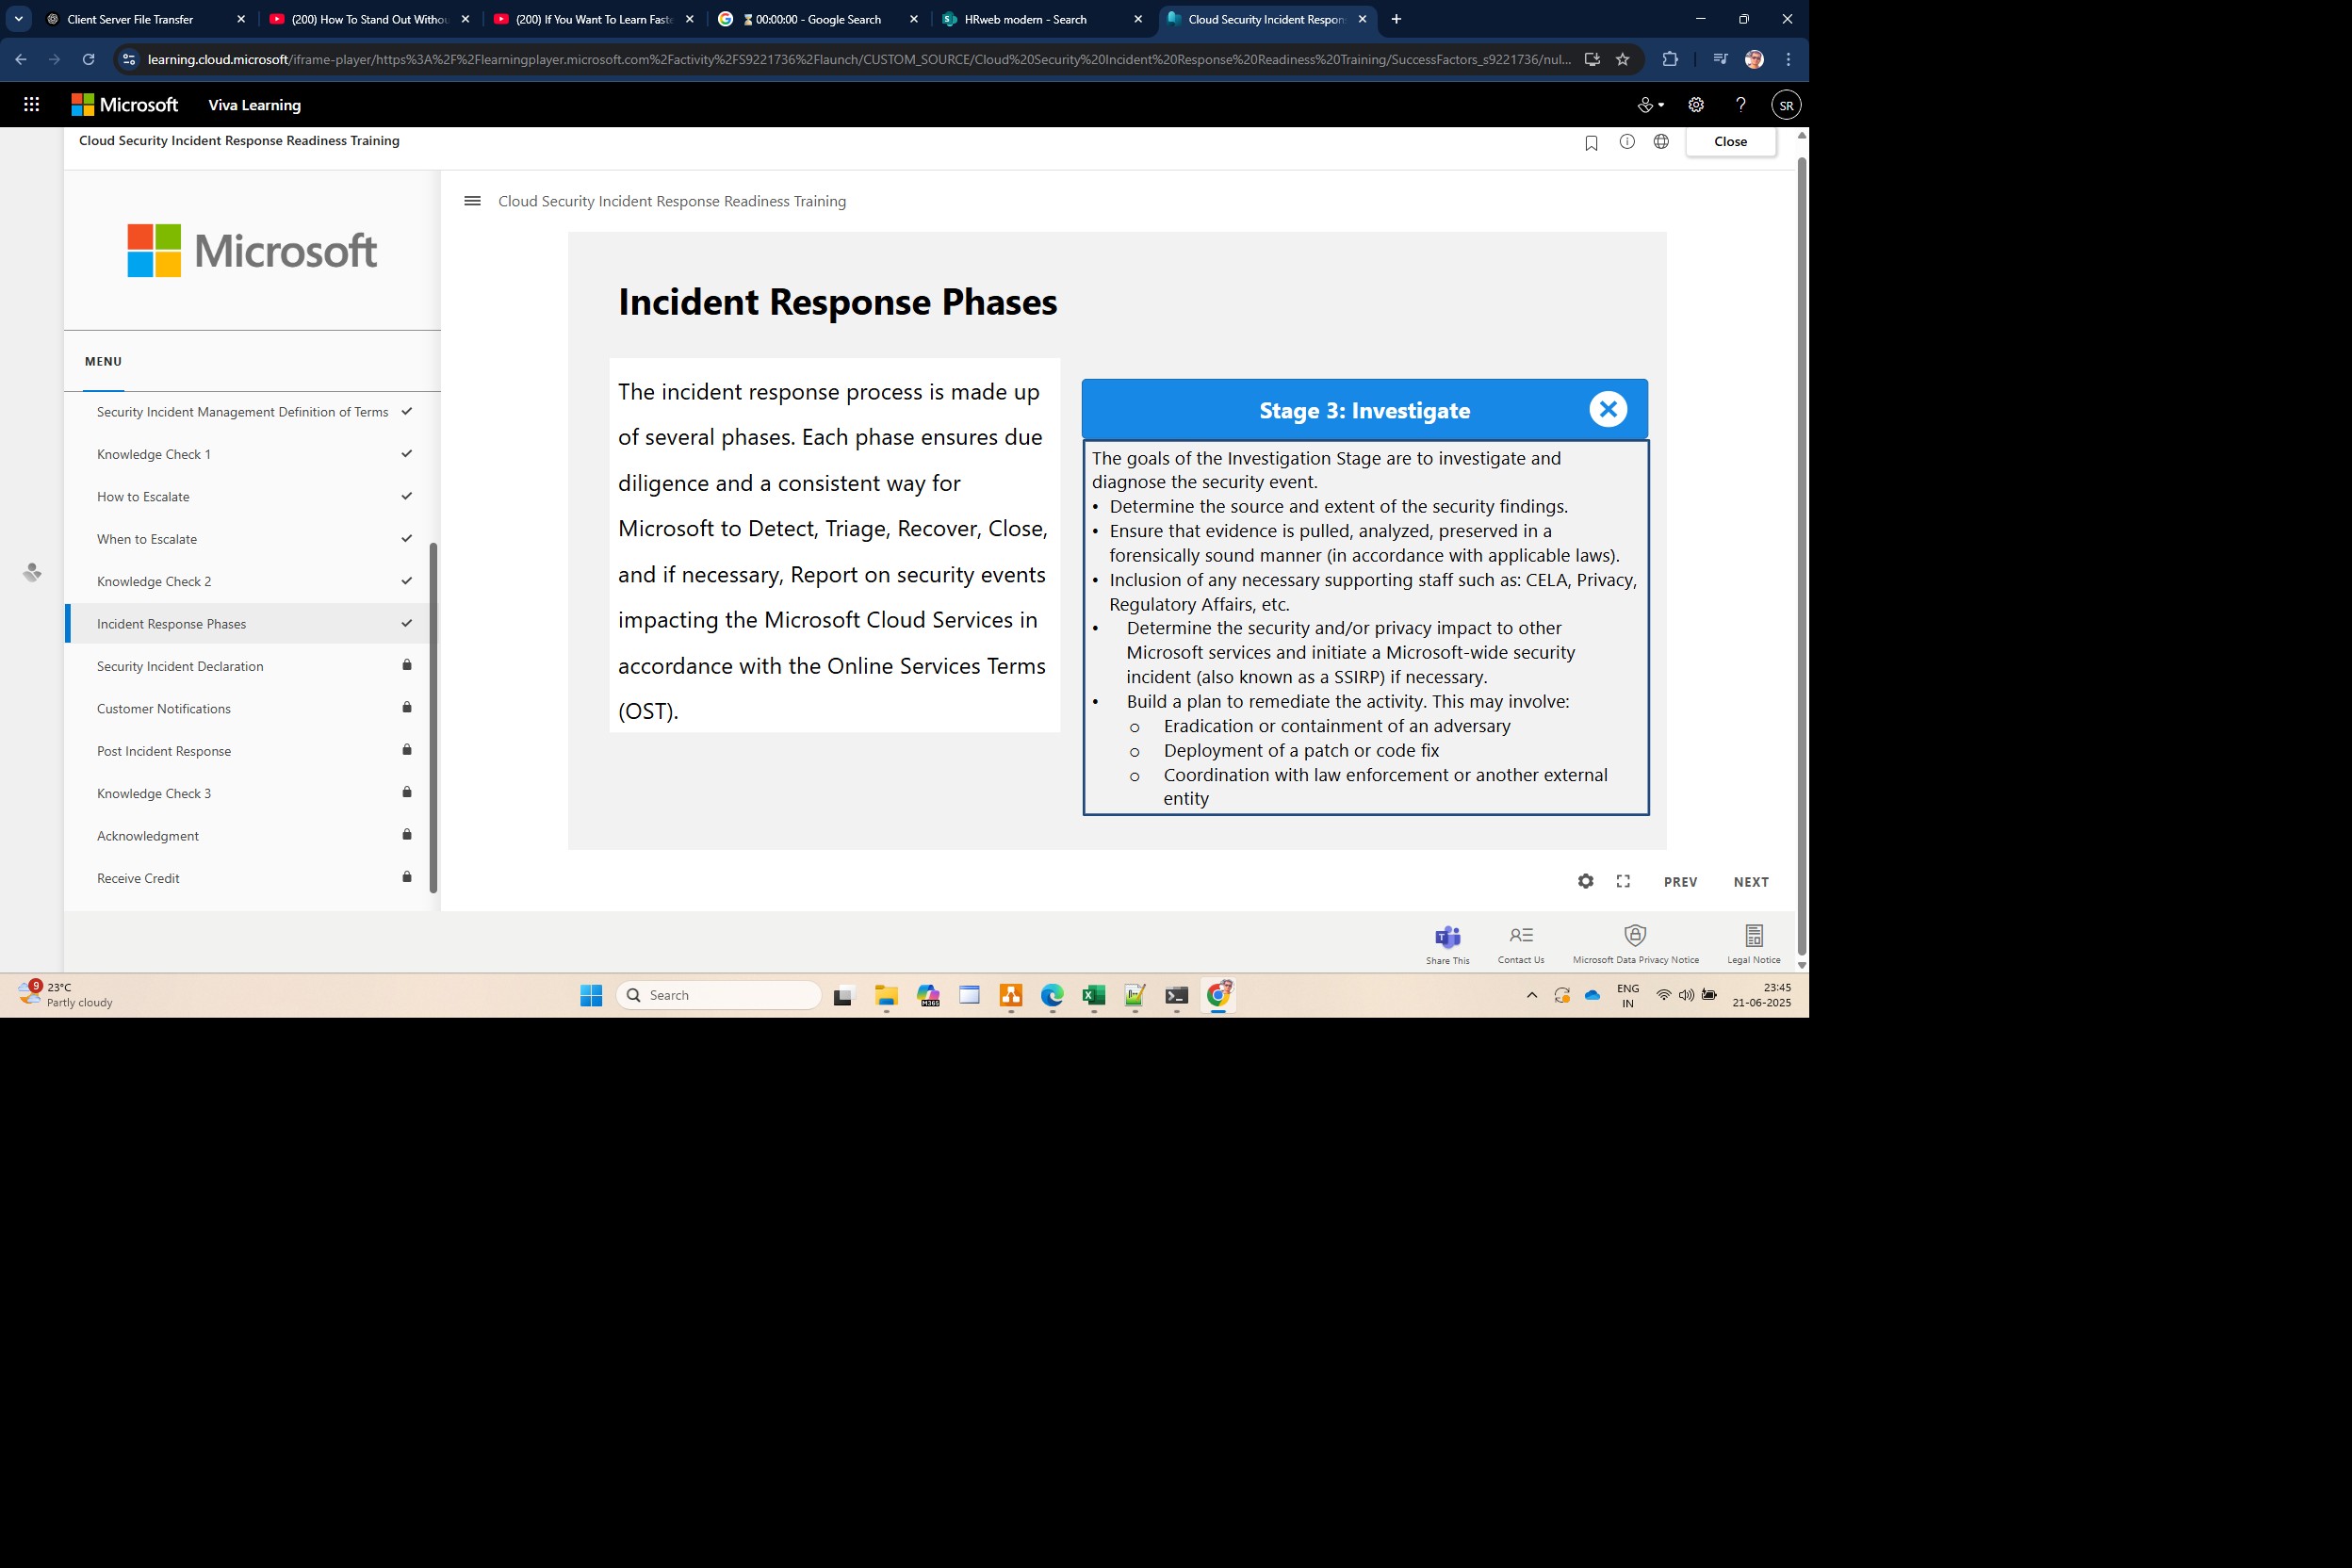 Client Server File Transfer
(200) How To Stand Out Withou
(200) If You Want To Learn Faste
00:00:00 - Google Search
HRweb modern - Search
Cloud Security Incident Respon
learning.cloud.microsoft/iframe-player/https%3A%2F%2Flearningplayer.microsoft.com%2Factivity%2FS9221736%2Flaunch/CUSTOM_SOURCE/Cloud%20Security%20Incident%20Response%20Readiness%20Training/SuccessFactors_s9221736/nul...
Microsoft
Viva Learning
?
SR
Cloud Security Incident Response Readiness Training
Close
Microsoft
MENU
Security Incident Management Definition of Terms
Knowledge Check 1
How to Escalate
When to Escalate
Knowledge Check 2
Incident Response Phases
Security Incident Declaration
Customer Notifications
Post Incident Response
Knowledge Check 3
Acknowledgment
Receive Credit
Cloud Security Incident Response Readiness Training
Incident Response Phases
The incident response process is made up
of several phases. Each phase ensures due
diligence and a consistent way for
Microsoft to Detect, Triage, Recover, Close,
and if necessary, Report on security events
impacting the Microsoft Cloud Services in
accordance with the Online Services Terms
(OST).
Stage 3: Investigate
The goals of the Investigation Stage are to investigate and
diagnose the security event.
• Determine the source and extent of the security findings.
• Ensure that evidence is pulled, analyzed, preserved in a
forensically sound manner (in accordance with applicable laws).
• Inclusion of any necessary supporting staff such as: CELA, Privacy,
Regulatory Affairs, etc.
• Determine the security and/or privacy impact to other
Microsoft services and initiate a Microsoft-wide security
incident (also known as a SSIRP) if necessary.
• Build a plan to remediate the activity. This may involve:
o Eradication or containment of an adversary
o Deployment of a patch or code fix
o Coordination with law enforcement or another external
entity
PREV
NEXT
Share This
Contact Us
Microsoft Data Privacy Notice
Legal Notice
9
23°C
Partly cloudy
Search
M365
ENG
IN
23:45
21-06-2025